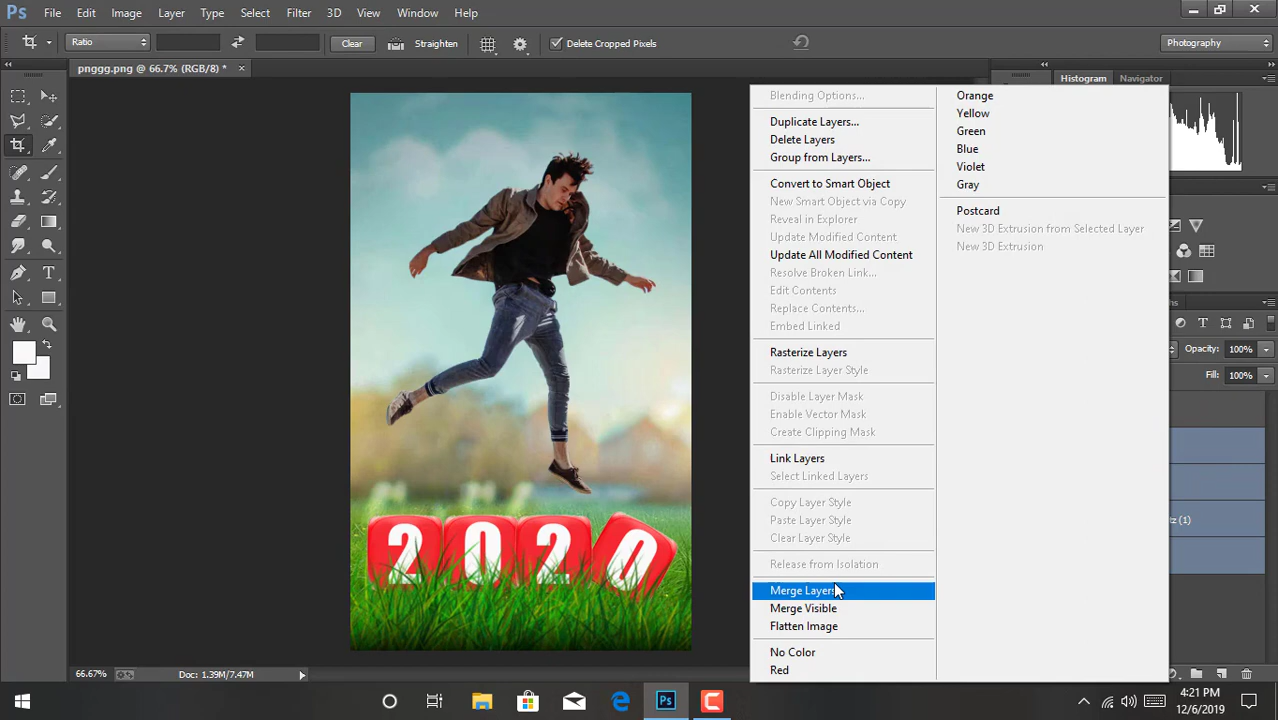 Ps File Edit Image Layer Type Select Filter 3D View Window Help
Ratio Clear Straighten Delete Cropped Pixels Photography
pnggg.png @ 66.7% (RGB/8) *
Histogram Navigator
Blending Options...
Duplicate Layers...
Delete Layers
Group from Layers...
Convert to Smart Object
New Smart Object via Copy
Reveal in Explorer
Update Modified Content
Update All Modified Content
Resolve Broken Link...
Edit Contents
Replace Contents...
Embed Linked
Rasterize Layers
Rasterize Layer Style
Disable Layer Mask
Enable Vector Mask
Create Clipping Mask
Link Layers
Select Linked Layers
Copy Layer Style
Paste Layer Style
Clear Layer Style
Release from Isolation
Merge Layers
Merge Visible
Flatten Image
No Color
Red
Orange
Yellow
Green
Blue
Violet
Gray
Postcard
New 3D Extrusion from Selected Layer
New 3D Extrusion
Opacity: 100%
Fill: 100%
tz (1)
2020
66.67% Doc: 1.39M/7.47M
Ps
4:21 PM
12/6/2019